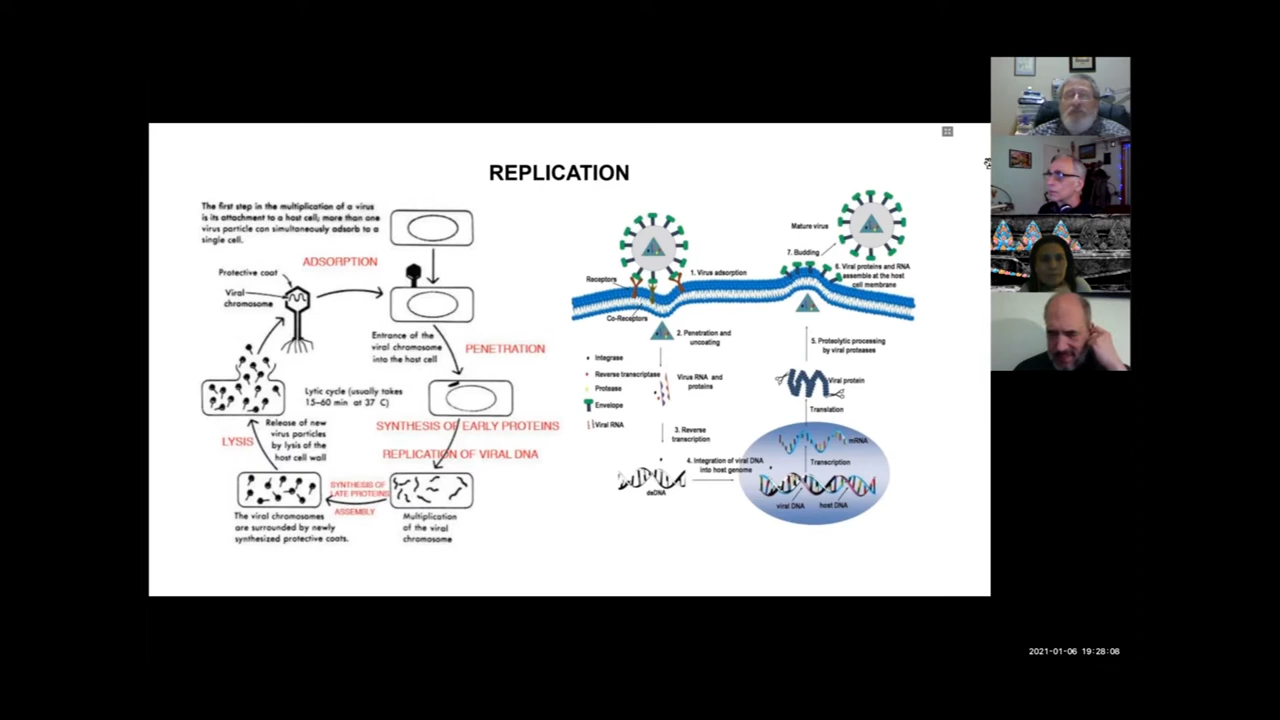 REPLICATION
The first step in the multiplication of a virus
is its attachment to a host cell; more than one
virus particle can simultaneously adsorb to a
single cell.
ADSORPTION
Protective coat
Viral
chromosome
Entrance of the
viral chromosome
into the host cell
PENETRATION
Lytic cycle (usually takes
15–60 min at 37 C)
SYNTHESIS OF EARLY PROTEINS
REPLICATION OF VIRAL DNA
Release of new
virus particles
by lysis of the
host cell wall
LYSIS
SYNTHESIS OF
LATE PROTEINS
ASSEMBLY
The viral chromosomes
are surrounded by newly
synthesized protective coats.
Multiplication
of the viral
chromosome
Mature virus
7. Budding
6. Viral proteins and RNA
assemble at the host
cell membrane
1. Virus adsorption
Receptors
Co-Receptors
2. Penetration and
uncoating
Integrase
Reverse transcriptase
Protease
Envelope
Viral RNA
Virus RNA and
proteins
3. Reverse
transcription
dsDNA
4. Integration of viral DNA
into host genome
5. Proteolytic processing
by viral proteases
Viral protein
Translation
mRNA
Transcription
viral DNA
host DNA
2021-01-06 19:28:08